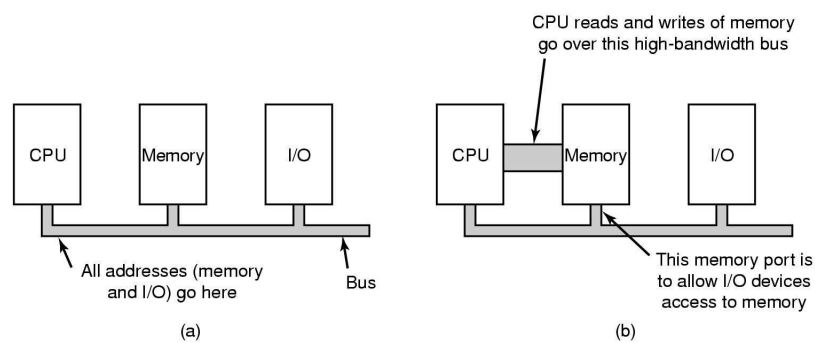 CPU reads and writes of memory
go over this high-bandwidth bus
CPU
Memory
I/O
CPU
Memory
I/O
All addresses (memory
and I/O) go here
Bus
This memory port is
to allow I/O devices
access to memory
(a)
(b)